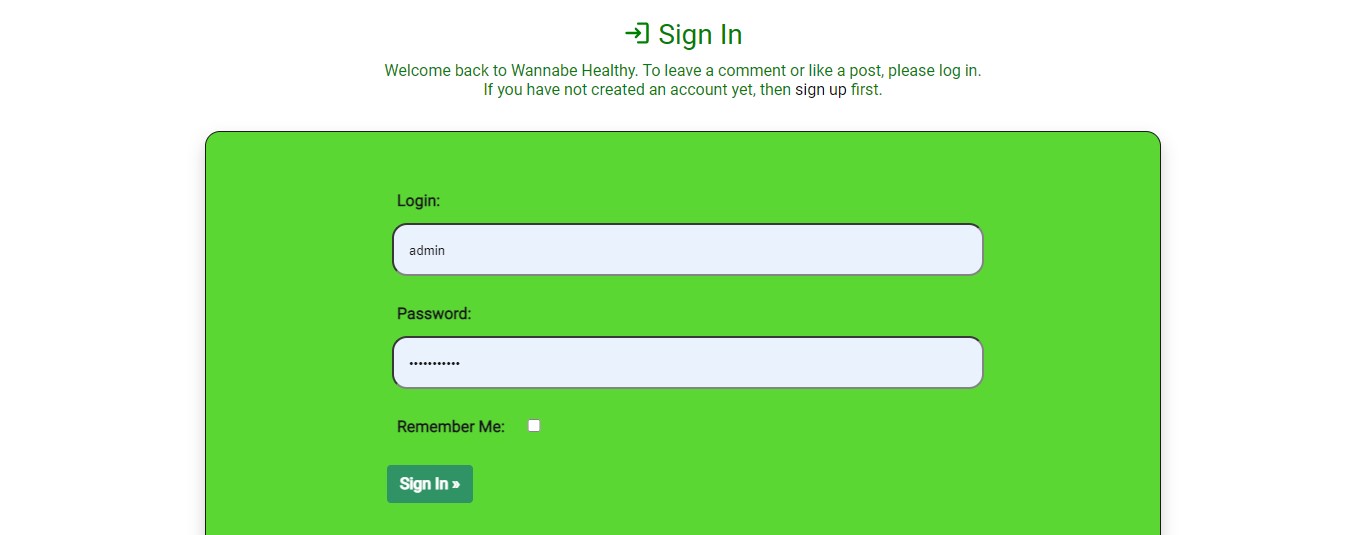 Sign In
Welcome back to Wannabe Healthy. To leave a comment or like a post, please log in.
If you have not created an account yet, then sign up first.
Login:
admin
Password:
•••••••••••
Remember Me:
Sign In »